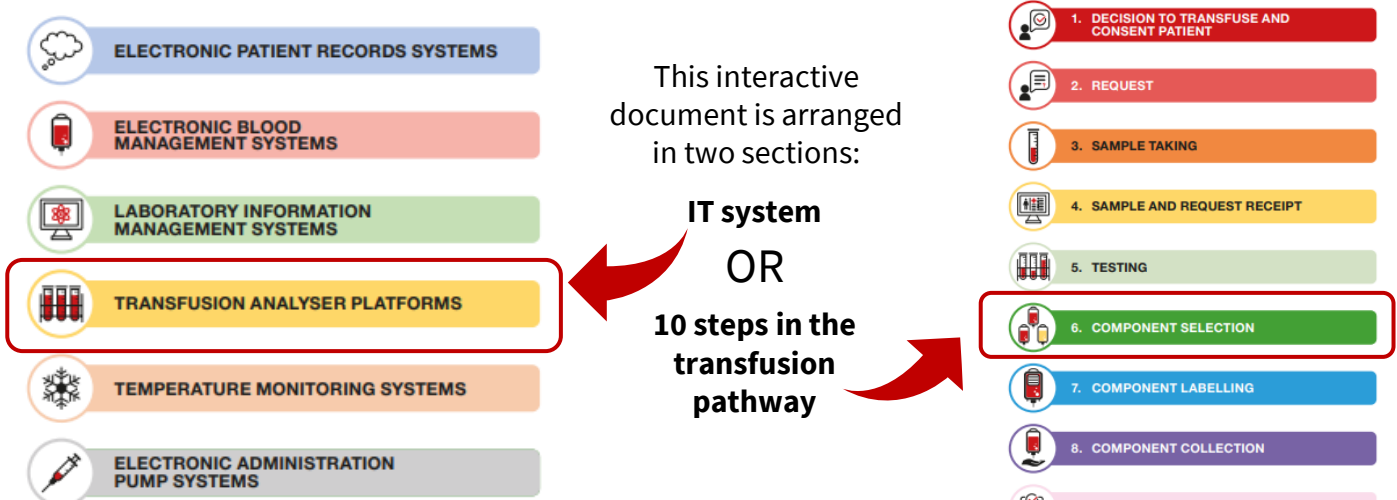 ELECTRONIC PATIENT RECORDS SYSTEMS
ELECTRONIC BLOOD
MANAGEMENT SYSTEMS
LABORATORY INFORMATION
MANAGEMENT SYSTEMS
TRANSFUSION ANALYSER PLATFORMS
TEMPERATURE MONITORING SYSTEMS
ELECTRONIC ADMINISTRATION
PUMP SYSTEMS
This interactive
document is arranged
in two sections:
IT system
OR
10 steps in the
transfusion
pathway
1. DECISION TO TRANSFUSE AND
CONSENT PATIENT
2. REQUEST
3. SAMPLE TAKING
4. SAMPLE AND REQUEST RECEIPT
5. TESTING
6. COMPONENT SELECTION
7. COMPONENT LABELLING
8. COMPONENT COLLECTION